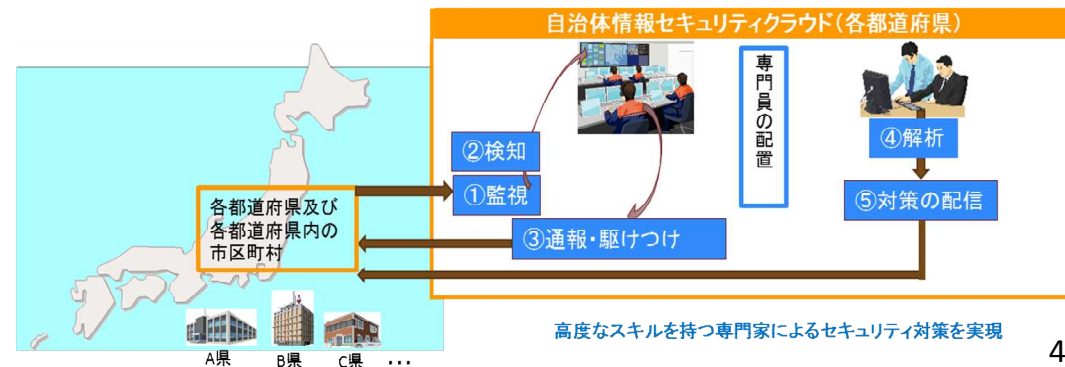 自治体情報セキュリティクラウド(各都道府県)
専門員の配置
②検知
①監視
④解析
⑤対策の配信
③通報・駆けつけ
各都道府県及び
各都道府県内の
市区町村
A県
B県
C県
・・・
高度なスキルを持つ専門家によるセキュリティ対策を実現
4